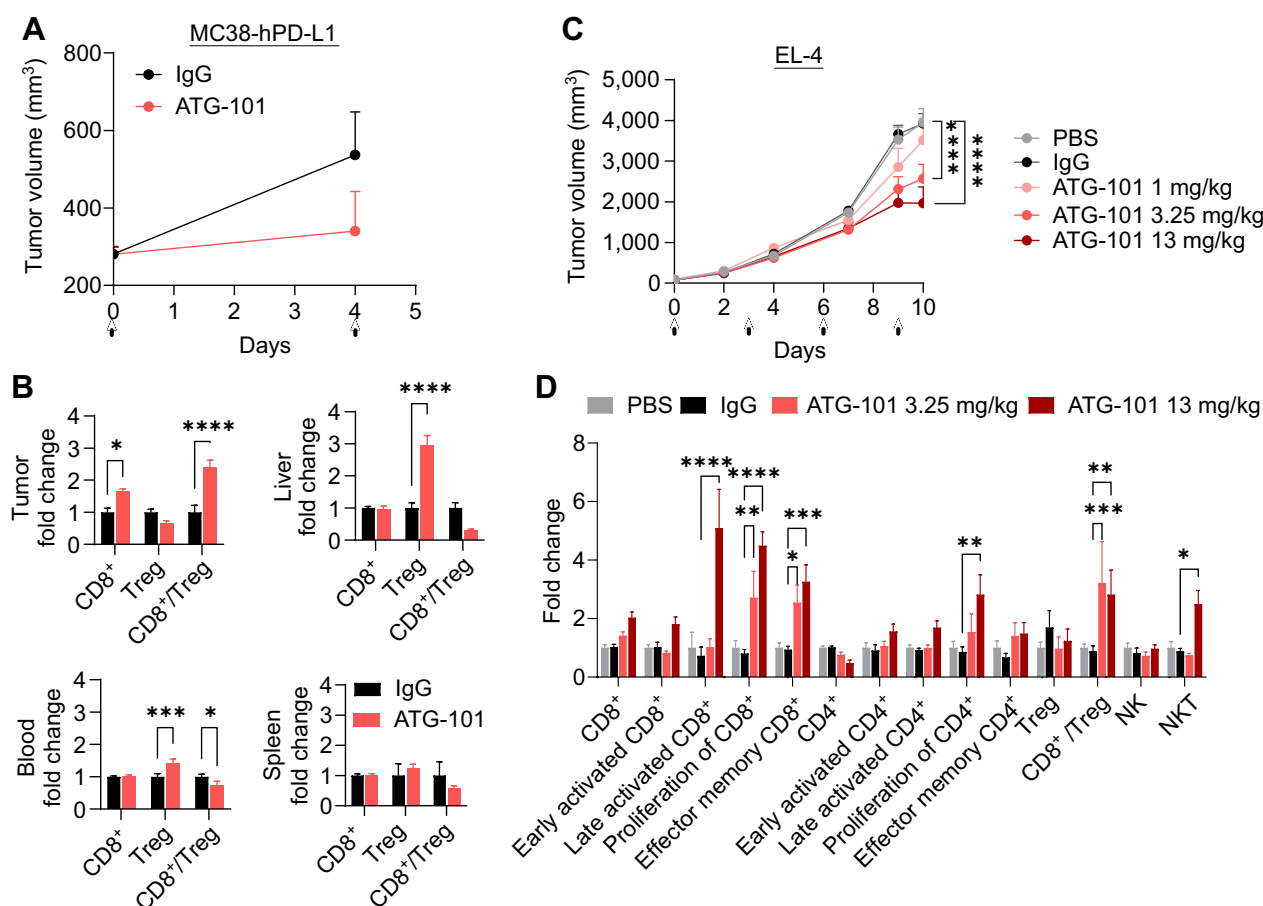 A
MC38-hPD-L1
Tumor volume (mm³)
800
600
400
200
IgG
ATG-101
0 1 2 3 4 5
Days
C
EL-4
Tumor volume (mm³)
5,000
4,000
3,000
2,000
1,000
0
0 2 4 6 8 10
Days
****
****
PBS
IgG
ATG-101 1 mg/kg
ATG-101 3.25 mg/kg
ATG-101 13 mg/kg
B
Tumor
fold change
4
3
2
1
0
* ****
CD8⁺ Treg CD8⁺/Treg
Liver
fold change
4
3
2
1
0
****
CD8⁺ Treg CD8⁺/Treg
Blood
fold change
4
3
2
1
0
*** *
CD8⁺ Treg CD8⁺/Treg
Spleen
fold change
4
3
2
1
0
IgG
ATG-101
CD8⁺ Treg CD8⁺/Treg
D
PBS IgG ATG-101 3.25 mg/kg ATG-101 13 mg/kg
Fold change
8
6
4
2
0
**** **** ** *** * ** ** *** *
CD8⁺
Early activated CD8⁺
Late activated CD8⁺
Proliferation of CD8⁺
Effector memory CD8⁺
CD4⁺
Early activated CD4⁺
Late activated CD4⁺
Proliferation of CD4⁺
Effector memory CD4⁺
Treg
CD8⁺/Treg
NK
NKT